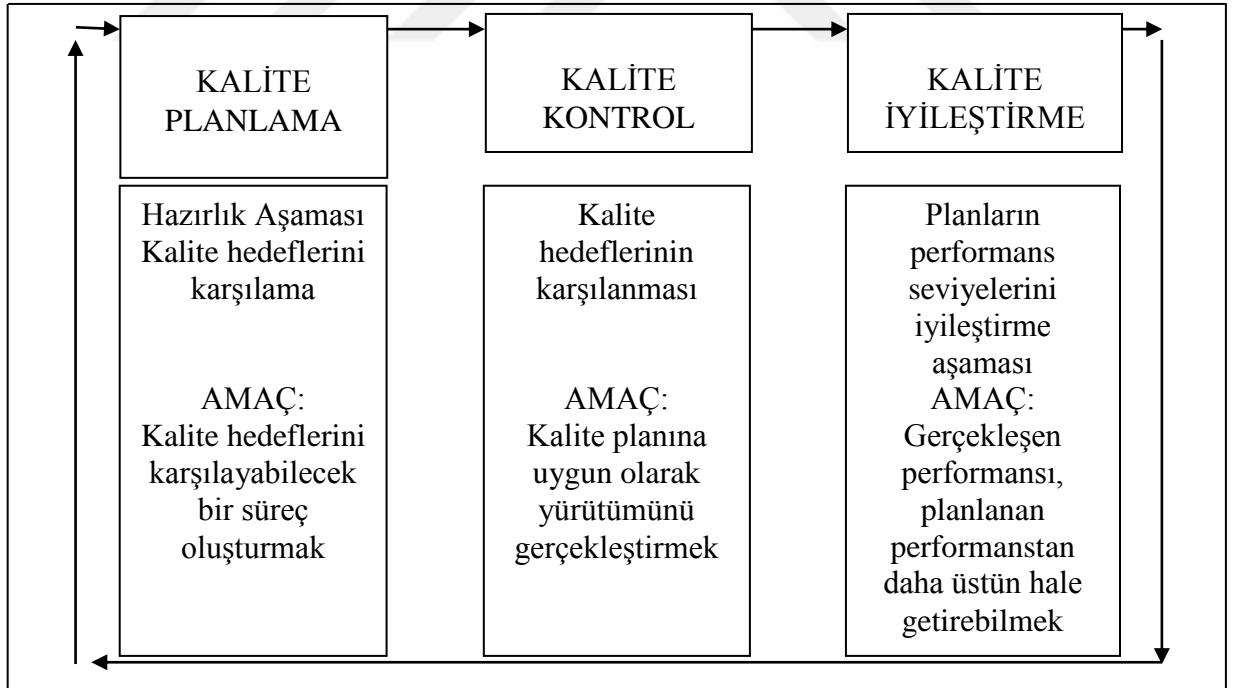 KALİTE
PLANLAMA
KALİTE
KONTROL
KALİTE
İYİLEŞTİRME
Hazırlık Aşaması
Kalite hedeflerini
karşılama
AMAÇ:
Kalite hedeflerini
karşılayabilecek
bir süreç
oluşturmak
Kalite
hedeflerinin
karşılanması
AMAÇ:
Kalite planına
uygun olarak
yürütümünü
gerçekleştirmek
Planların
performans
seviyelerini
iyileştirme
aşaması
AMAÇ:
Gerçekleşen
performansı,
planlanan
performanstan
daha üstün hale
getirebilmek